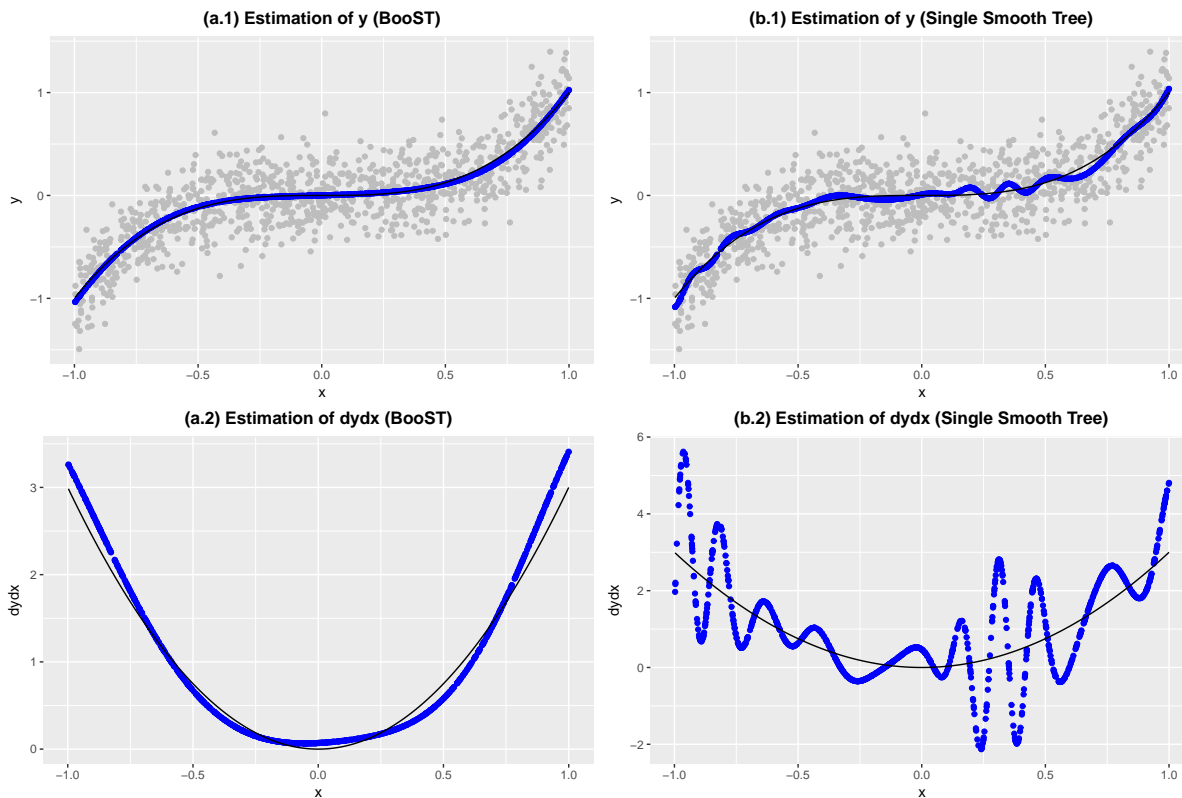 (a.1) Estimation of y (BooST)
y
1
0
−1
−1.0 −0.5 0.0 0.5 1.0
x
(b.1) Estimation of y (Single Smooth Tree)
y
1
0
−1
−1.0 −0.5 0.0 0.5 1.0
x
(a.2) Estimation of dydx (BooST)
dydx
3
2
1
0
−1.0 −0.5 0.0 0.5 1.0
x
(b.2) Estimation of dydx (Single Smooth Tree)
dydx
6
4
2
0
−2
−1.0 −0.5 0.0 0.5 1.0
x